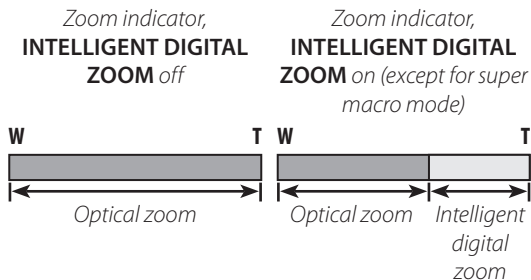 Zoom indicator,
INTELLIGENT DIGITAL
ZOOM off
W T
Optical zoom
Zoom indicator,
INTELLIGENT DIGITAL
ZOOM on (except for super
macro mode)
W T
Optical zoom
Intelligent
digital
zoom